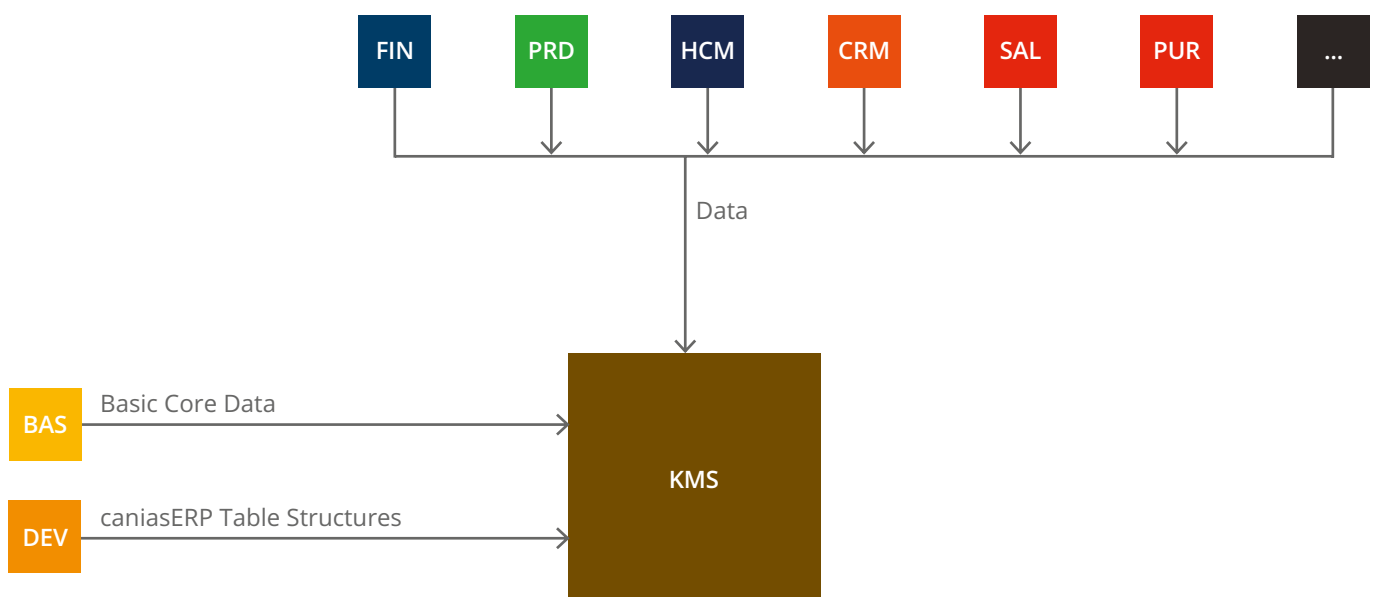 FIN
PRD
HCM
CRM
SAL
PUR
...
Data
Basic Core Data
BAS
KMS
caniasERP Table Structures
DEV